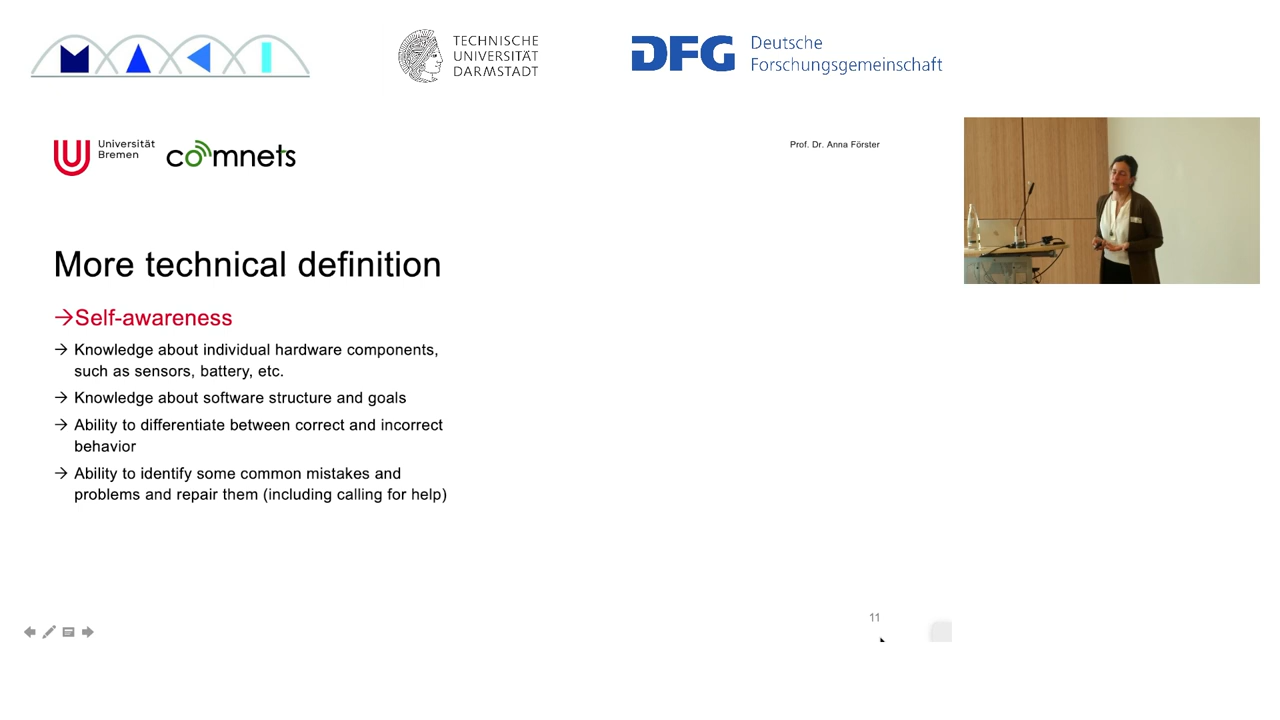 MAKI
TECHNISCHE
UNIVERSITÄT
DARMSTADT
DFG
Deutsche
Forschungsgemeinschaft
Universität
Bremen
comnets
Prof. Dr. Anna Förster
More technical definition
→Self-awareness
→ Knowledge about individual hardware components,
such as sensors, battery, etc.
→ Knowledge about software structure and goals
→ Ability to differentiate between correct and incorrect
behavior
→ Ability to identify some common mistakes and
problems and repair them (including calling for help)
11